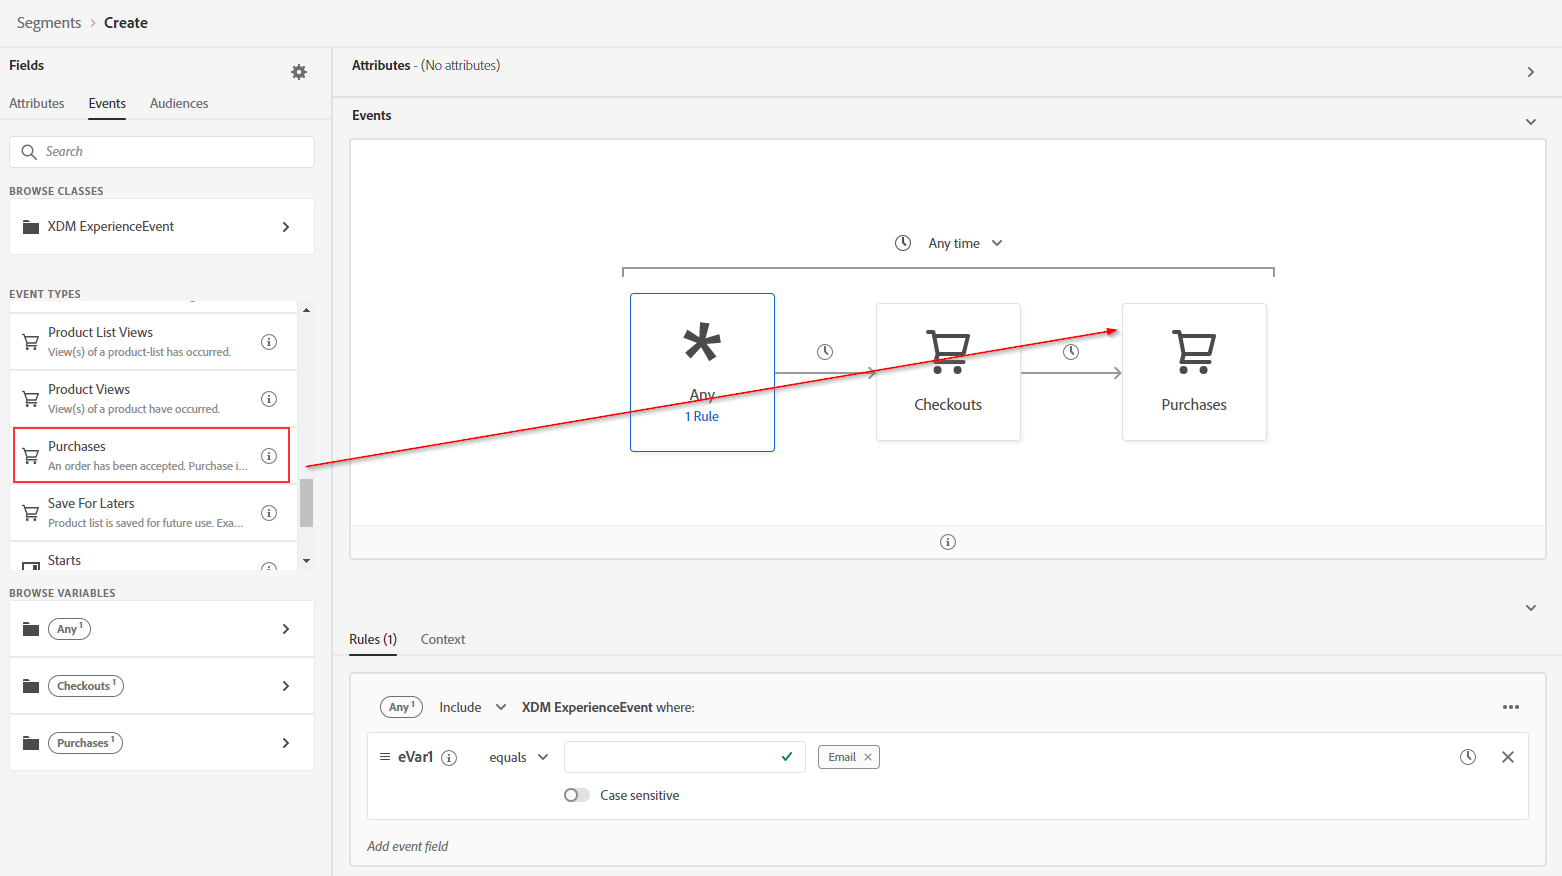 Segments > Create
Fields
Attributes Events Audiences
Search
BROWSE CLASSES
XDM ExperienceEvent
EVENT TYPES
Product List Views
View(s) of a product-list has occurred.
Product Views
View(s) of a product have occurred.
Purchases
An order has been accepted. Purchase i...
Save For Laters
Product list is saved for future use. Exa...
Starts
BROWSE VARIABLES
Any 1
Checkouts 1
Purchases 1
Attributes - (No attributes)
Events
Any time
Any
1 Rule
Checkouts
Purchases
Rules (1) Context
Any 1 Include XDM ExperienceEvent where:
eVar1 equals Email
Case sensitive
Add event field